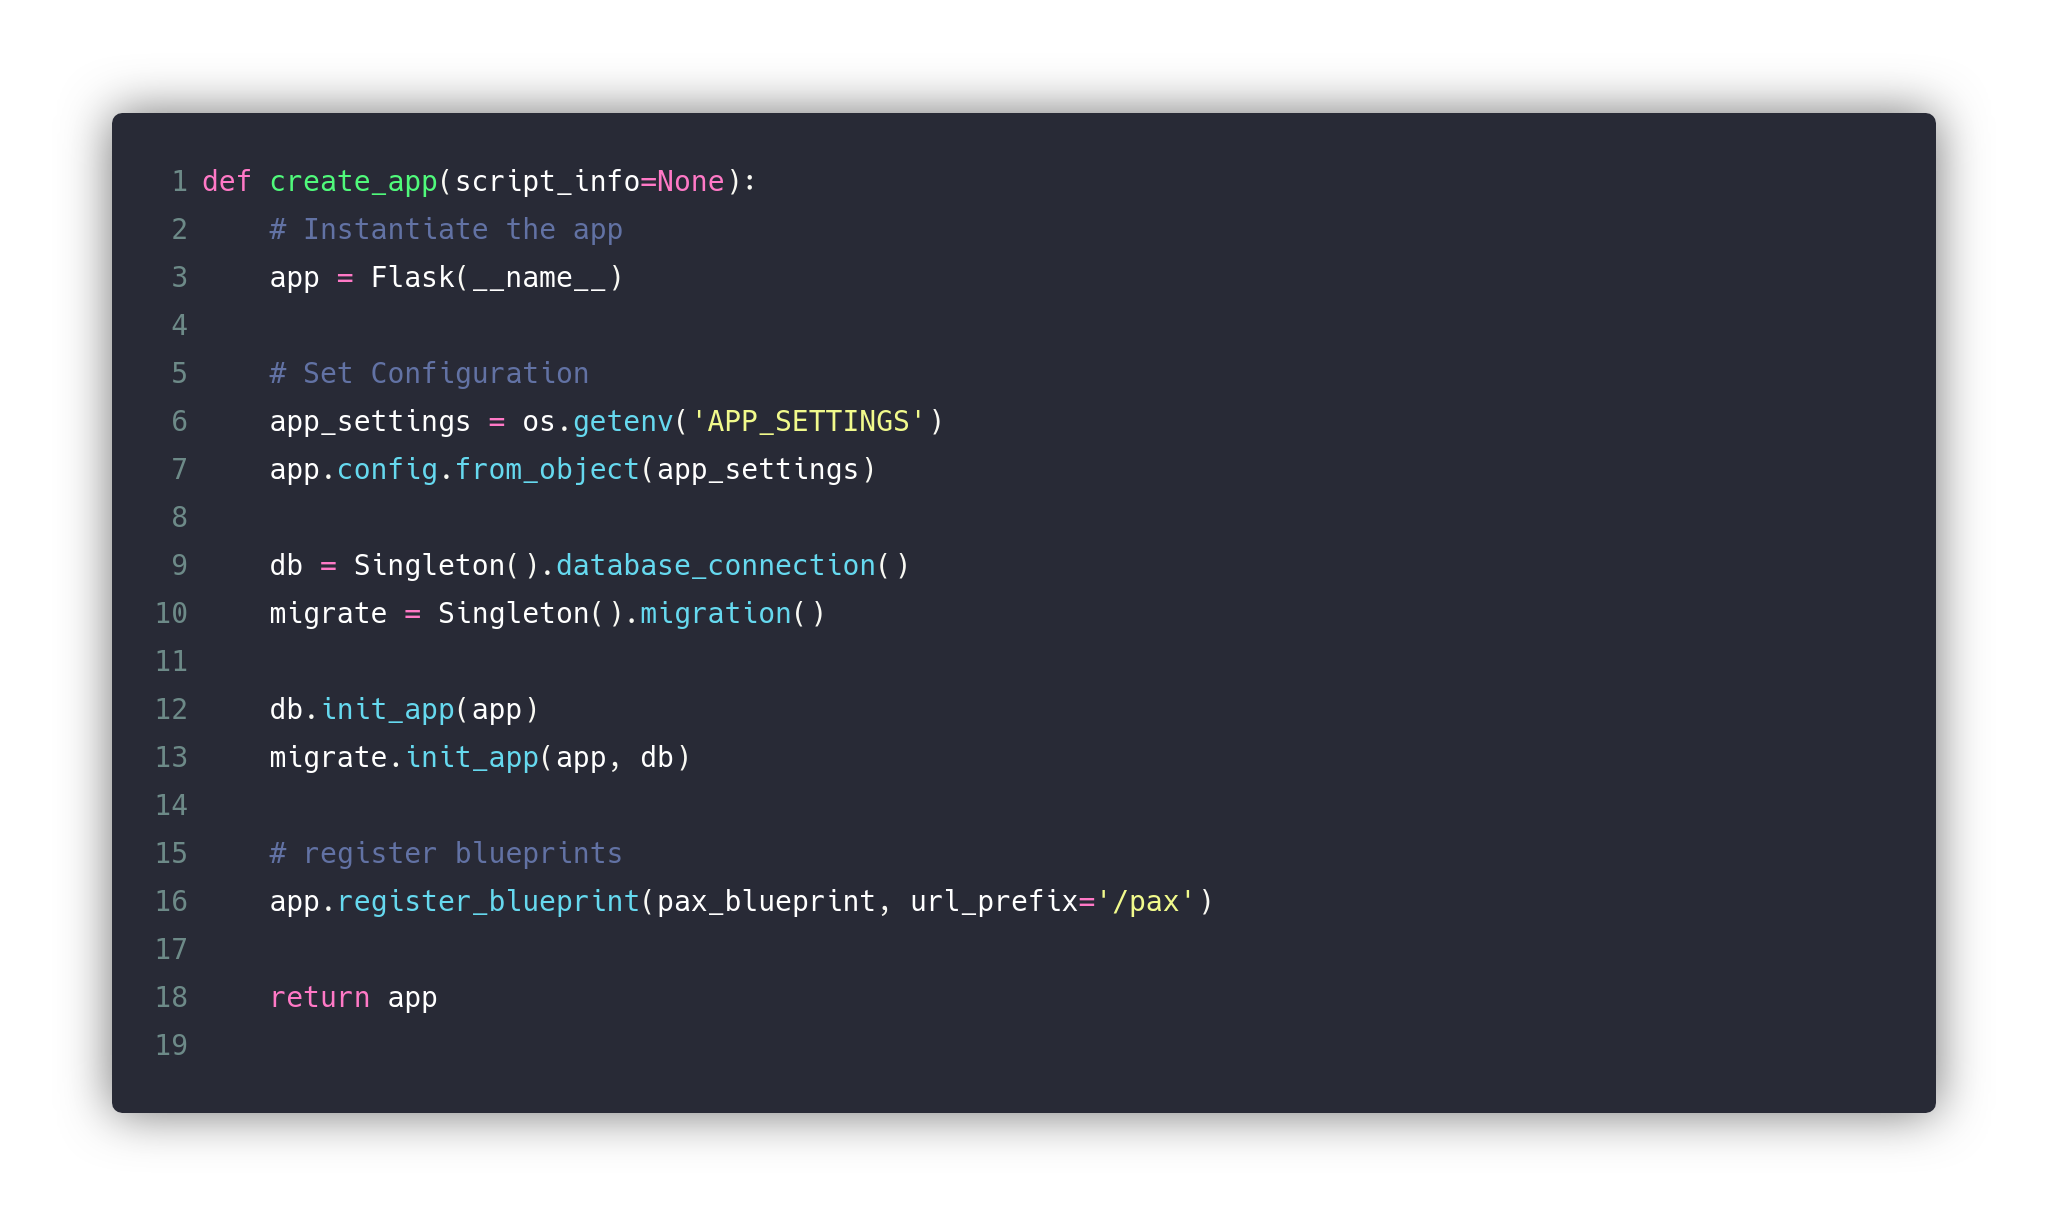 1 def create_app(script_info=None):
2     # Instantiate the app
3     app = Flask(__name__)
4
5     # Set Configuration
6     app_settings = os.getenv('APP_SETTINGS')
7     app.config.from_object(app_settings)
8
9     db = Singleton().database_connection()
10     migrate = Singleton().migration()
11
12     db.init_app(app)
13     migrate.init_app(app, db)
14
15     # register blueprints
16     app.register_blueprint(pax_blueprint, url_prefix='/pax')
17
18     return app
19